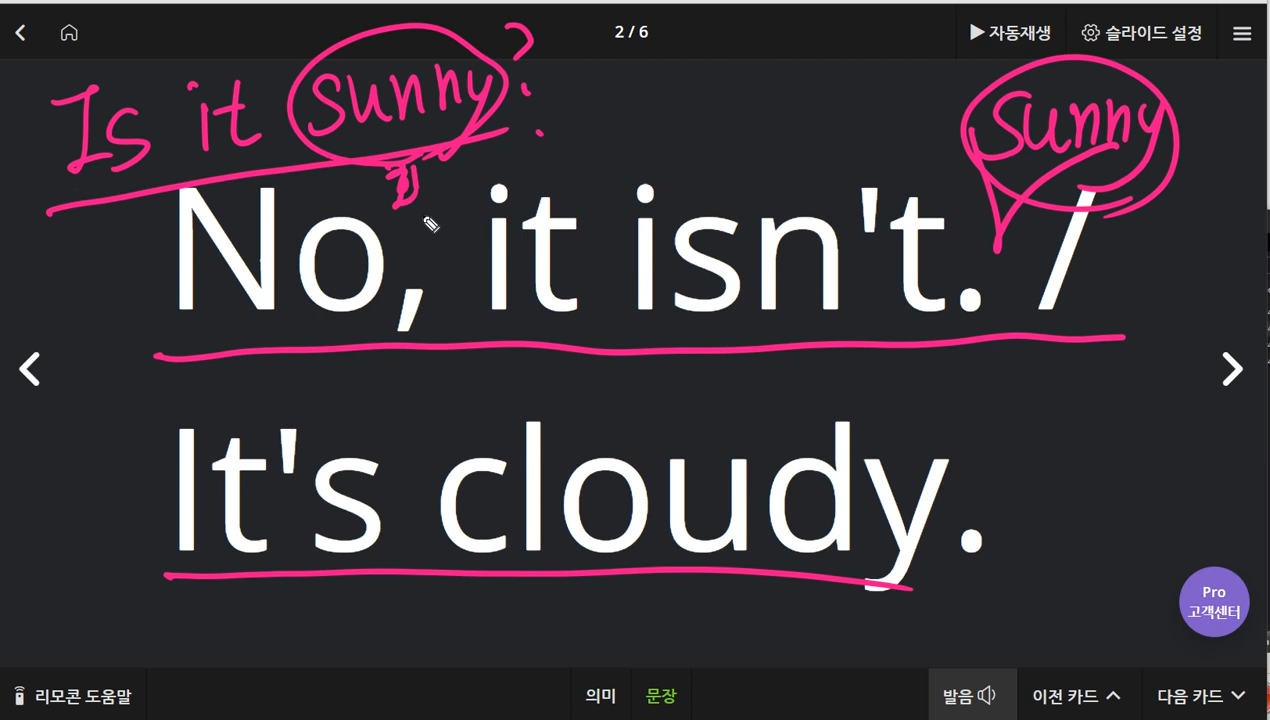 2 / 6
자동재생
슬라이드 설정
Is it sunny?
sunny
No, it isn't. /
It's cloudy.
Pro
고객센터
리모콘 도움말
의미
문장
발음
이전 카드
다음 카드